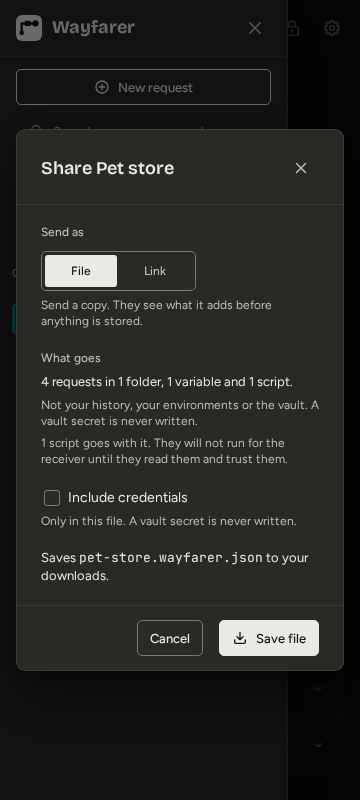 Wayfarer
New request
Share Pet store
Send as
File
Link
Send a copy. They see what it adds before
anything is stored.
What goes
4 requests in 1 folder, 1 variable and 1 script.
Not your history, your environments or the vault. A
vault secret is never written.
1 script goes with it. They will not run for the
receiver until they read them and trust them.
Include credentials
Only in this file. A vault secret is never written.
Saves pet-store.wayfarer.json to your
downloads.
Cancel
Save file